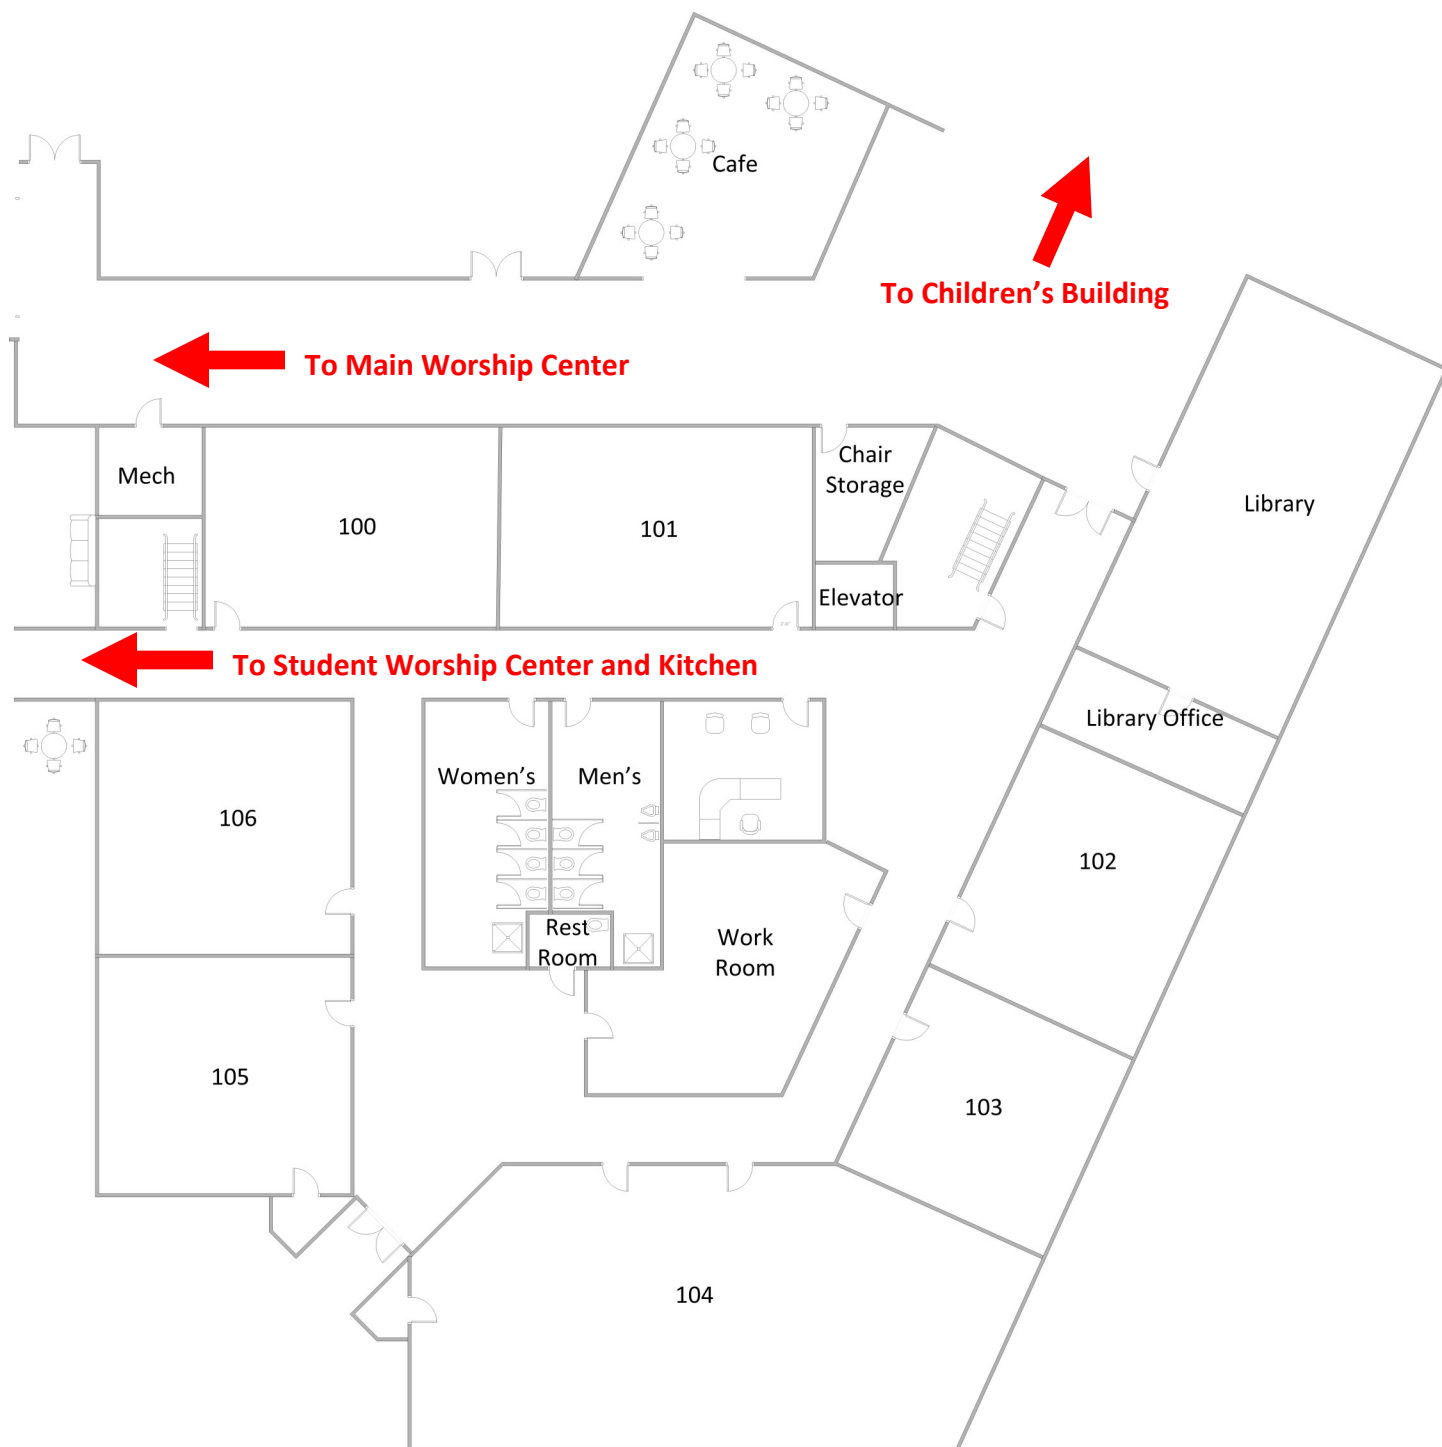 Cafe
To Children's Building
To Main Worship Center
Chair
Storage
Mech
Library
100
101
Elevator
To Student Worship Center and Kitchen
Library Office
Women's
Men's
106
102
Rest
Room
Work
Room
105
103
104